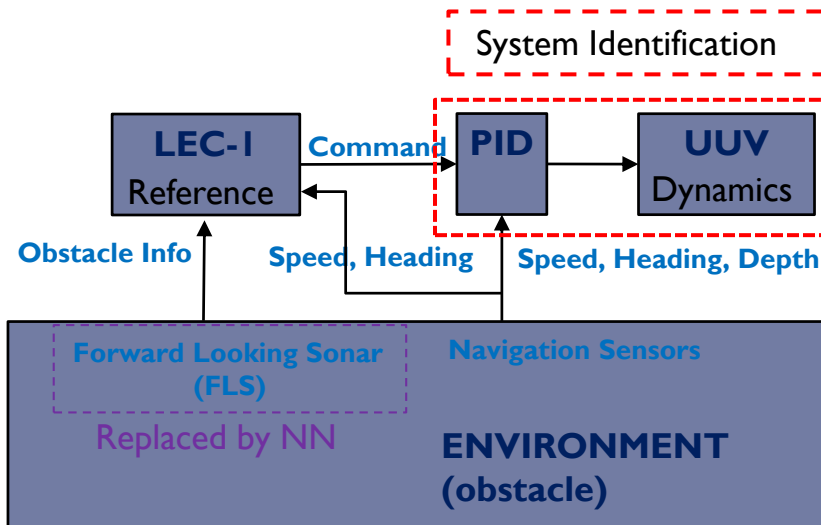 System Identification
LEC-1
Reference
Command
PID
UUV
Dynamics
Obstacle Info
Speed, Heading
Speed, Heading, Depth
Forward Looking Sonar
(FLS)
Navigation Sensors
Replaced by NN
ENVIRONMENT
(obstacle)